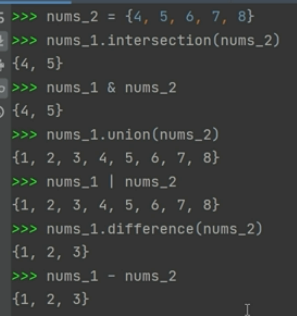 >>> nums_2 = {4, 5, 6, 7, 8}
>>> nums_1.intersection(nums_2)
{4, 5}
>>> nums_1 & nums_2
{4, 5}
>>> nums_1.union(nums_2)
{1, 2, 3, 4, 5, 6, 7, 8}
>>> nums_1 | nums_2
{1, 2, 3, 4, 5, 6, 7, 8}
>>> nums_1.difference(nums_2)
{1, 2, 3}
>>> nums_1 - nums_2
{1, 2, 3}